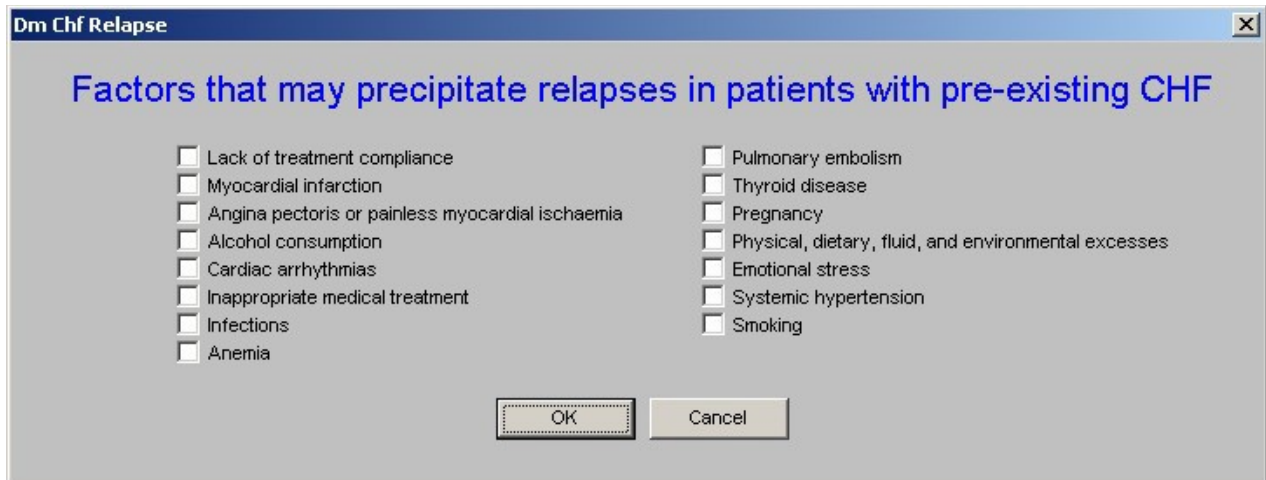 Dm Chf Relapse
Factors that may precipitate relapses in patients with pre-existing CHF
Lack of treatment compliance
Myocardial infarction
Angina pectoris or painless myocardial ischaemia
Alcohol consumption
Cardiac arrhythmias
Inappropriate medical treatment
Infections
Anemia
Pulmonary embolism
Thyroid disease
Pregnancy
Physical, dietary, fluid, and environmental excesses
Emotional stress
Systemic hypertension
Smoking
OK
Cancel